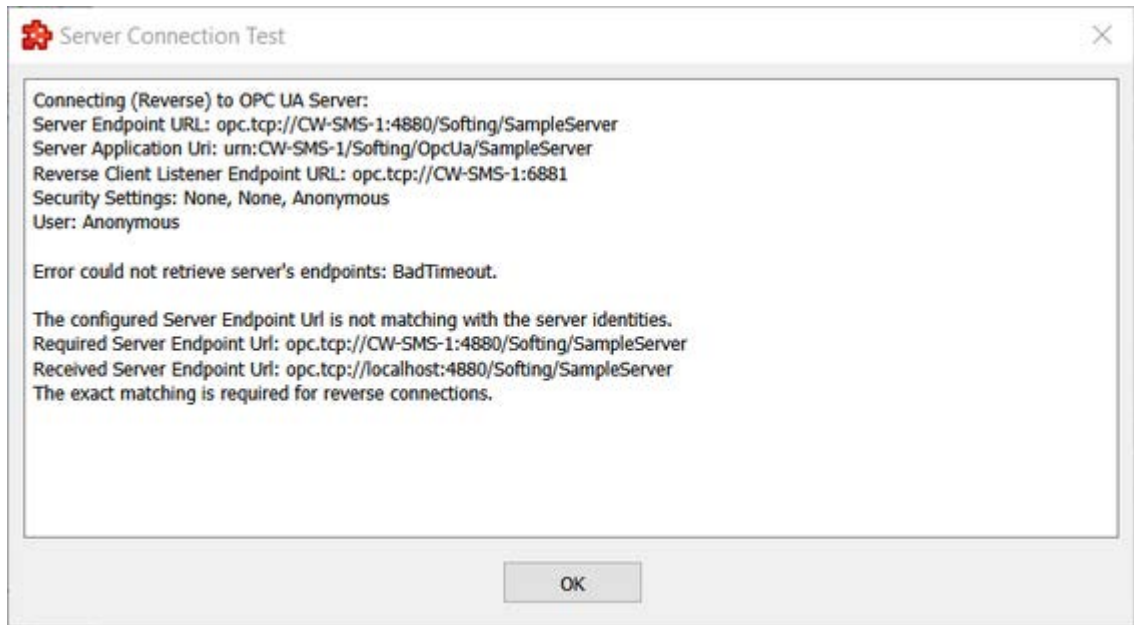 Server Connection Test
Connecting (Reverse) to OPC UA Server:
Server Endpoint URL: opc.tcp://CW-SMS-1:4880/Softing/SampleServer
Server Application Uri: urn:CW-SMS-1/Softing/OpcUa/SampleServer
Reverse Client Listener Endpoint URL: opc.tcp://CW-SMS-1:6881
Security Settings: None, None, Anonymous
User: Anonymous
Error could not retrieve server's endpoints: BadTimeout.
The configured Server Endpoint Url is not matching with the server identities.
Required Server Endpoint Url: opc.tcp://CW-SMS-1:4880/Softing/SampleServer
Received Server Endpoint Url: opc.tcp://localhost:4880/Softing/SampleServer
The exact matching is required for reverse connections.
OK